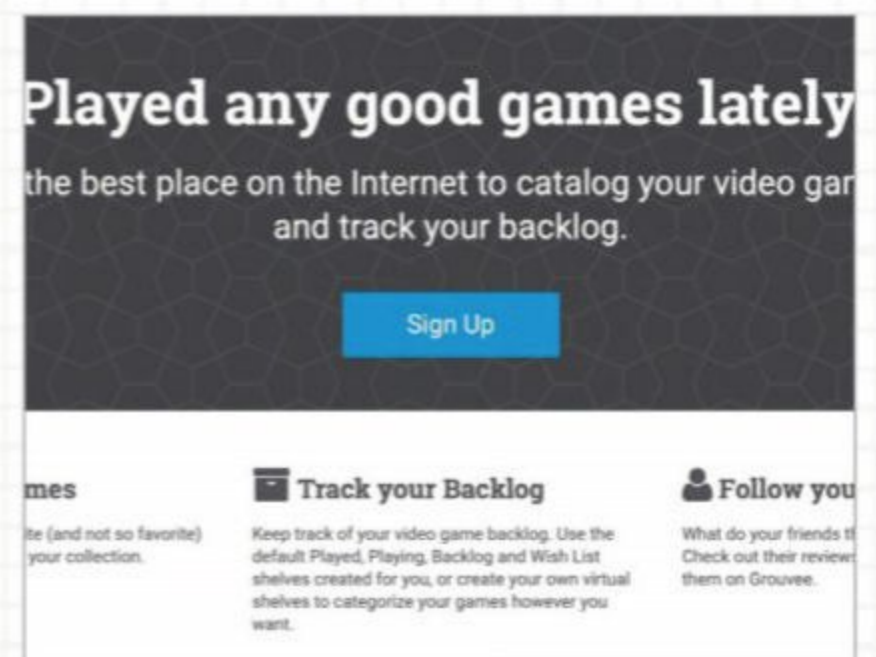 Played any good games lately
the best place on the Internet to catalog your video gar
and track your backlog.
Sign Up
mes
ite (and not so favorite)
your collection.
Track your Backlog
Keep track of your video game backlog. Use the
default Played, Playing, Backlog and Wish List
shelves created for you, or create your own virtual
shelves to categorize your games however you
want.
Follow you
What do your friends th
Check out their reviews
them on Grouvee.